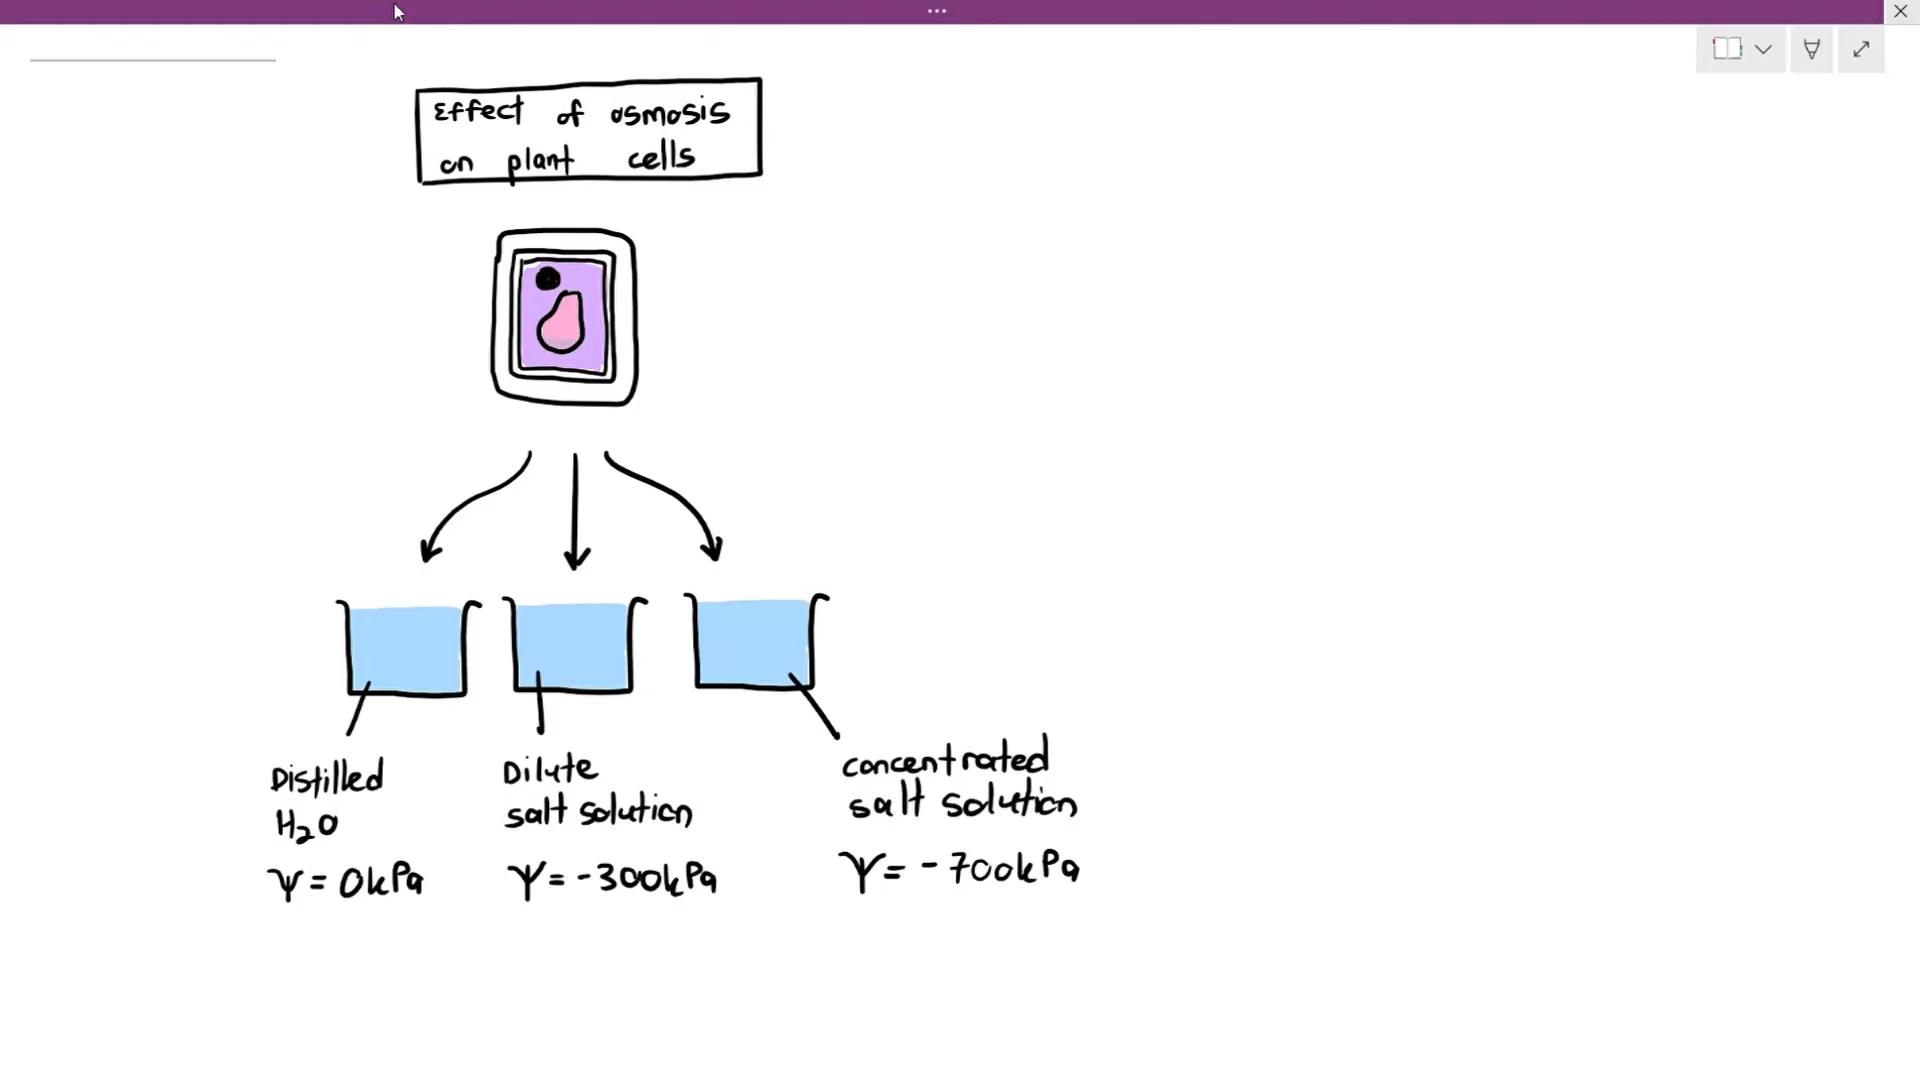 Effect of osmosis
on plant cells
Distilled
H₂O
Ψ = 0kPa
Dilute
salt solution
Ψ = -300kPa
concentrated
salt solution
Ψ = -700kPa